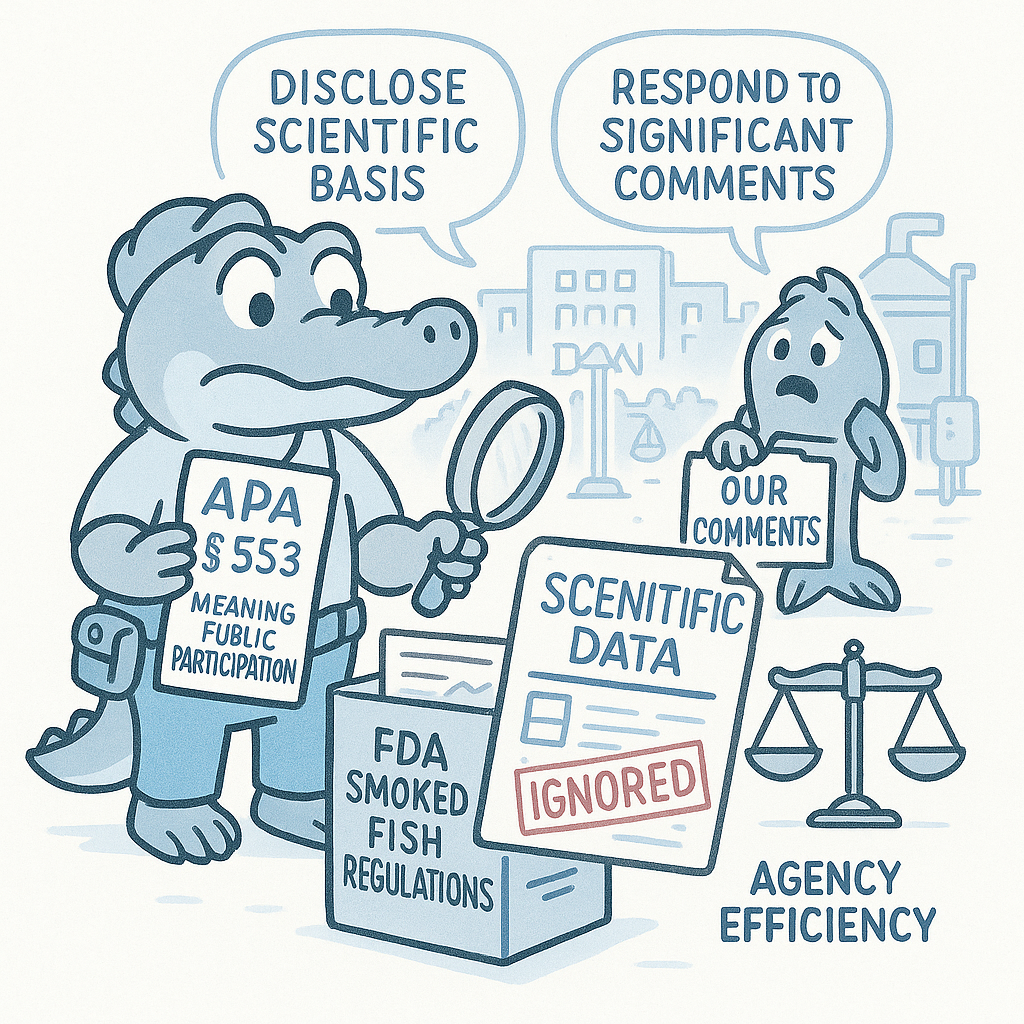 DISCLOSE
SCIENTIFIC
BASIS
RESPOND TO
SIGNIFICANT
COMMENTS
APA
§ 553
MEANING
FUBLIC
PARTICIPATION
OUR
COMMENTS
SCENITIFIC
DATA
IGNORED
FDA
SMOKED
FISH
REGULATIONS
AGENCY
EFFICIENCY